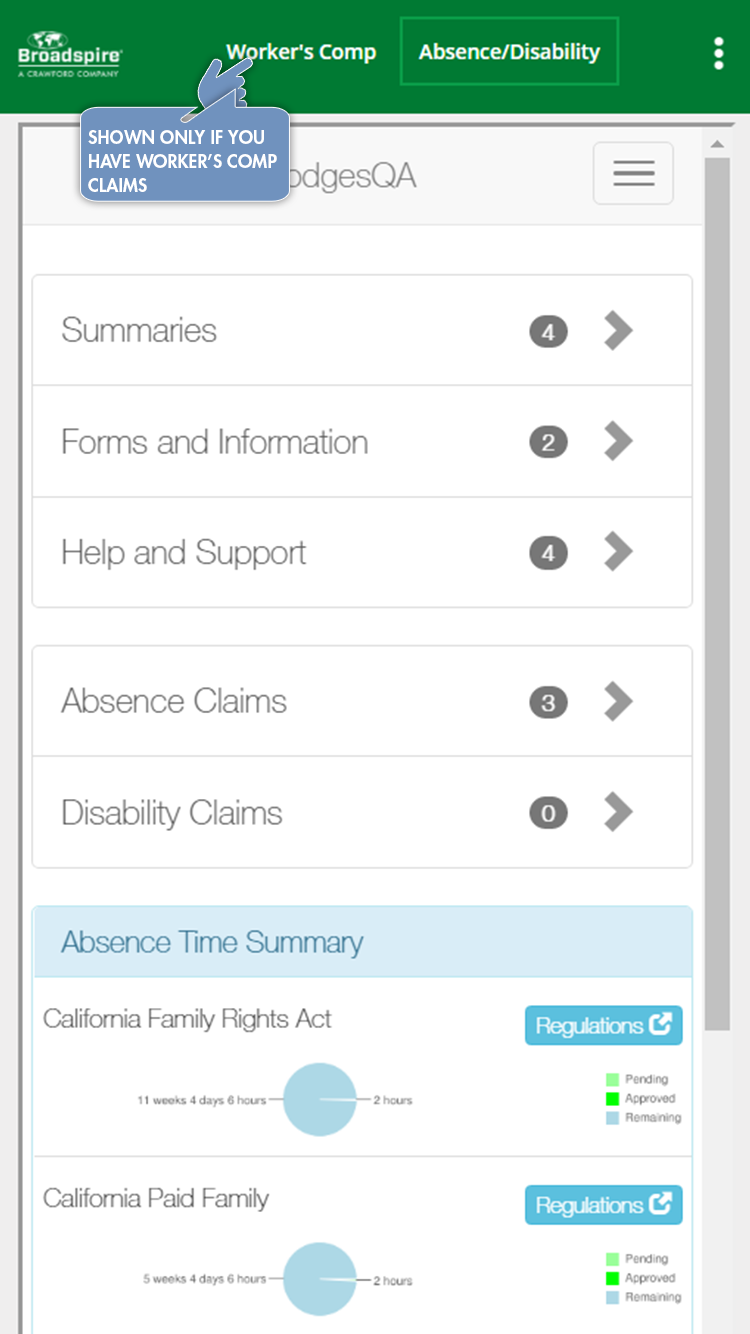 Broadspire®
A CRAWFORD COMPANY
Worker's Comp
Absence/Disability
SHOWN ONLY IF YOU
HAVE WORKER'S COMP
CLAIMS
odgesQA
Summaries 4
Forms and Information 2
Help and Support 4
Absence Claims 3
Disability Claims 0
Absence Time Summary
California Family Rights Act
Regulations
11 weeks 4 days 6 hours
2 hours
Pending
Approved
Remaining
California Paid Family
Regulations
5 weeks 4 days 6 hours
2 hours
Pending
Approved
Remaining